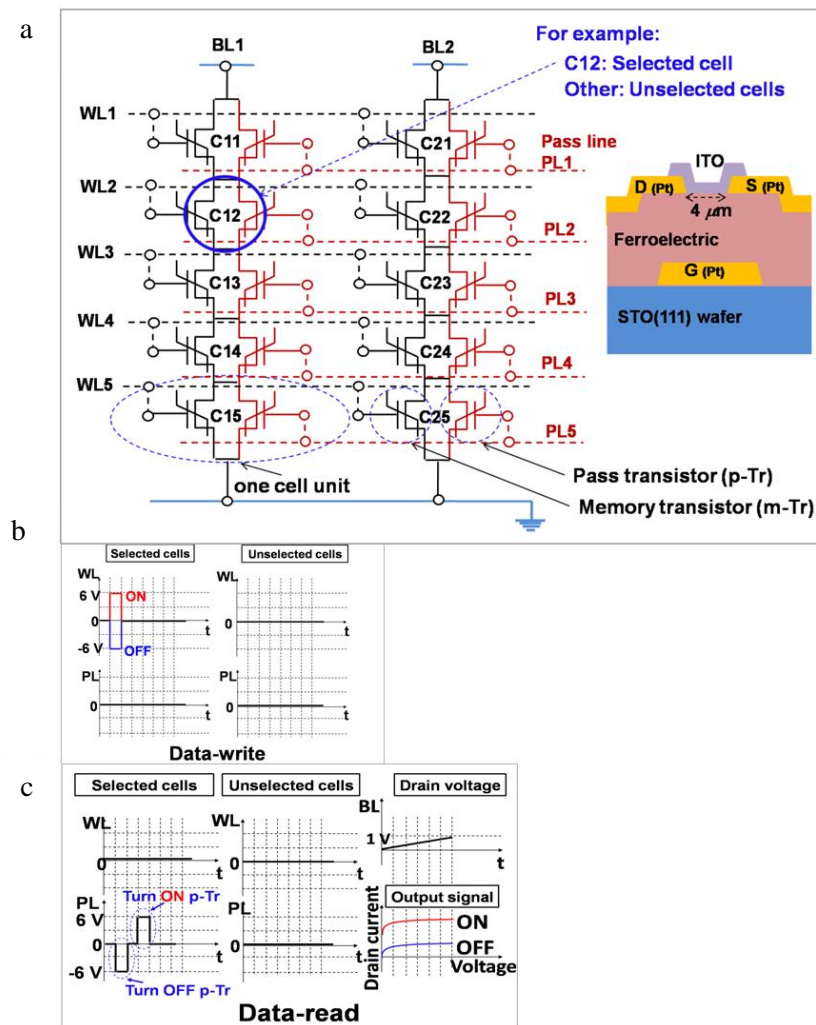 a
BL1
BL2
For example:
C12: Selected cell
Other: Unselected cells
WL1
C11
C21
Pass line
PL1
WL2
C12
C22
PL2
WL3
C13
C23
PL3
WL4
C14
C24
PL4
WL5
C15
C25
PL5
ITO
D (Pt)
S (Pt)
4 μm
Ferroelectric
G (Pt)
STO(111) wafer
one cell unit
Pass transistor (p-Tr)
Memory transistor (m-Tr)
b
Selected cells
Unselected cells
WL
6 V
ON
0
t
-6 V
OFF
WL
0
t
PL
0
t
PL
0
t
Data-write
c
Selected cells
Unselected cells
Drain voltage
WL
0
t
WL
0
t
BL
1 V
t
PL
Turn ON p-Tr
6 V
0
t
-6 V
Turn OFF p-Tr
PL
0
t
Output signal
Drain current
ON
OFF
Voltage
Data-read